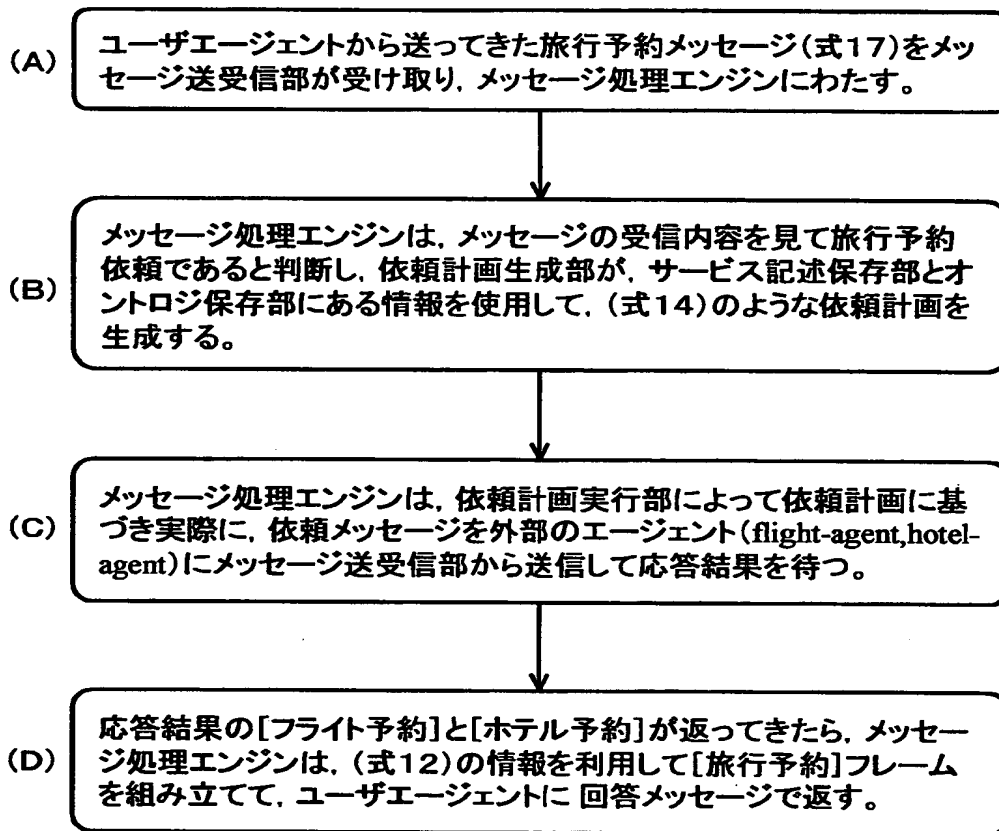 (A)
ユーザエージェントから送ってきた旅行予約メッセージ(式17)をメッ
セージ送受信部が受け取り,メッセージ処理エンジンにわたす。
(B)
メッセージ処理エンジンは,メッセージの受信内容を見て旅行予約
依頼であると判断し,依頼計画生成部が,サービス記述保存部とオ
ントロジ保存部にある情報を使用して,(式14)のような依頼計画を
生成する。
(C)
メッセージ処理エンジンは,依頼計画実行部によって依頼計画に基
づき実際に,依頼メッセージを外部のエージェント(flight-agent,hotel-
agent)にメッセージ送受信部から送信して応答結果を待つ。
(D)
応答結果の[フライト予約]と[ホテル予約]が返ってきたら,メッセー
ジ処理エンジンは,(式12)の情報を利用して[旅行予約]フレーム
を組み立てて,ユーザエージェントに 回答メッセージで返す。